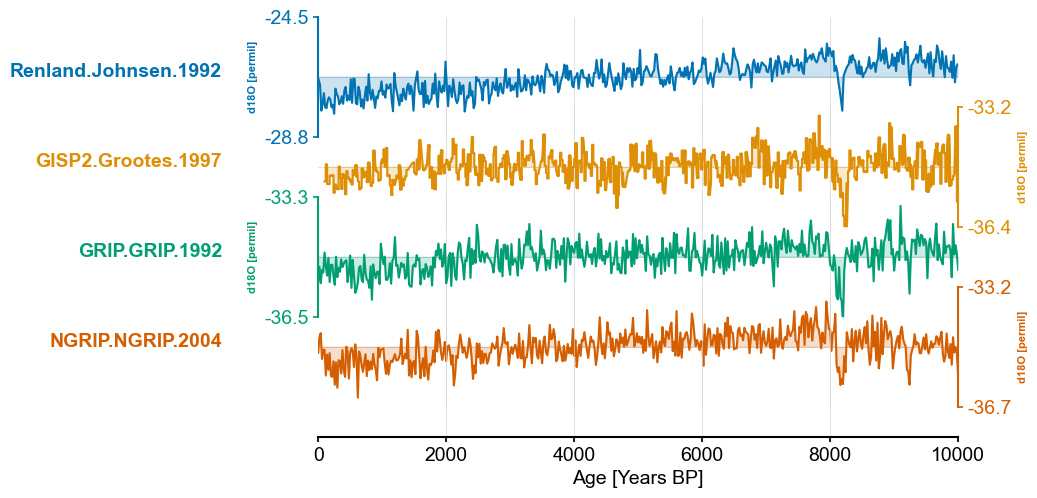 -24.5
Renland.Johnsen.1992
d18O [permil]
-28.8
-33.2
GISP2.Grootes.1997
d18O [permil]
-36.4
-33.3
GRIP.GRIP.1992
d18O [permil]
-36.5
-33.2
NGRIP.NGRIP.2004
d18O [permil]
-36.7
0 2000 4000 6000 8000 10000
Age [Years BP]